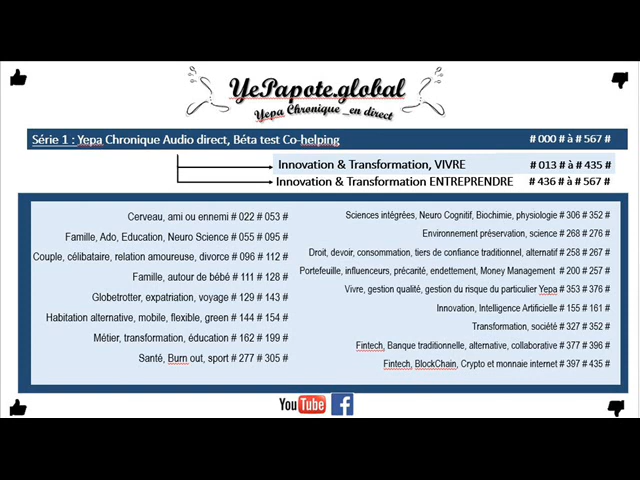 YePapote.global
Yepa Chronique _en direct
Série 1 : Yepa Chronique Audio direct, Béta test Co-helping # 000 # à # 567 #
Innovation & Transformation, VIVRE # 013 # à # 435 #
Innovation & Transformation ENTREPRENDRE # 436 # à # 567 #
Cerveau, ami ou ennemi # 022 # 053 #
Famille, Ado, Education, Neuro Science # 055 # 095 #
Couple, célibataire, relation amoureuse, divorce # 096 # 112 #
Famille, autour de bébé # 111 # 128 #
Globetrotter, expatriation, voyage # 129 # 143 #
Habitation alternative, mobile, flexible, green # 144 # 154 #
Métier, transformation, éducation # 162 # 199 #
Santé, Burn out, sport # 277 # 305 #
Sciences intégrées, Neuro Cognitif, Biochimie, physiologie # 306 # 352 #
Environnement préservation, science # 268 # 276 #
Droit, devoir, consommation, tiers de confiance traditionnel, alternatif # 258 # 267 #
Portefeuille, influenceurs, précarité, endettement, Money Management # 200 # 257 #
Vivre, gestion qualité, gestion du risque du particulier Yepa # 353 # 376 #
Innovation, Intelligence Artificielle # 155 # 161 #
Transformation, société # 327 # 352 #
Fintech, Banque traditionnelle, alternative, collaborative # 377 # 396 #
Fintech, BlockChain, Crypto et monnaie internet # 397 # 435 #
YouTube f